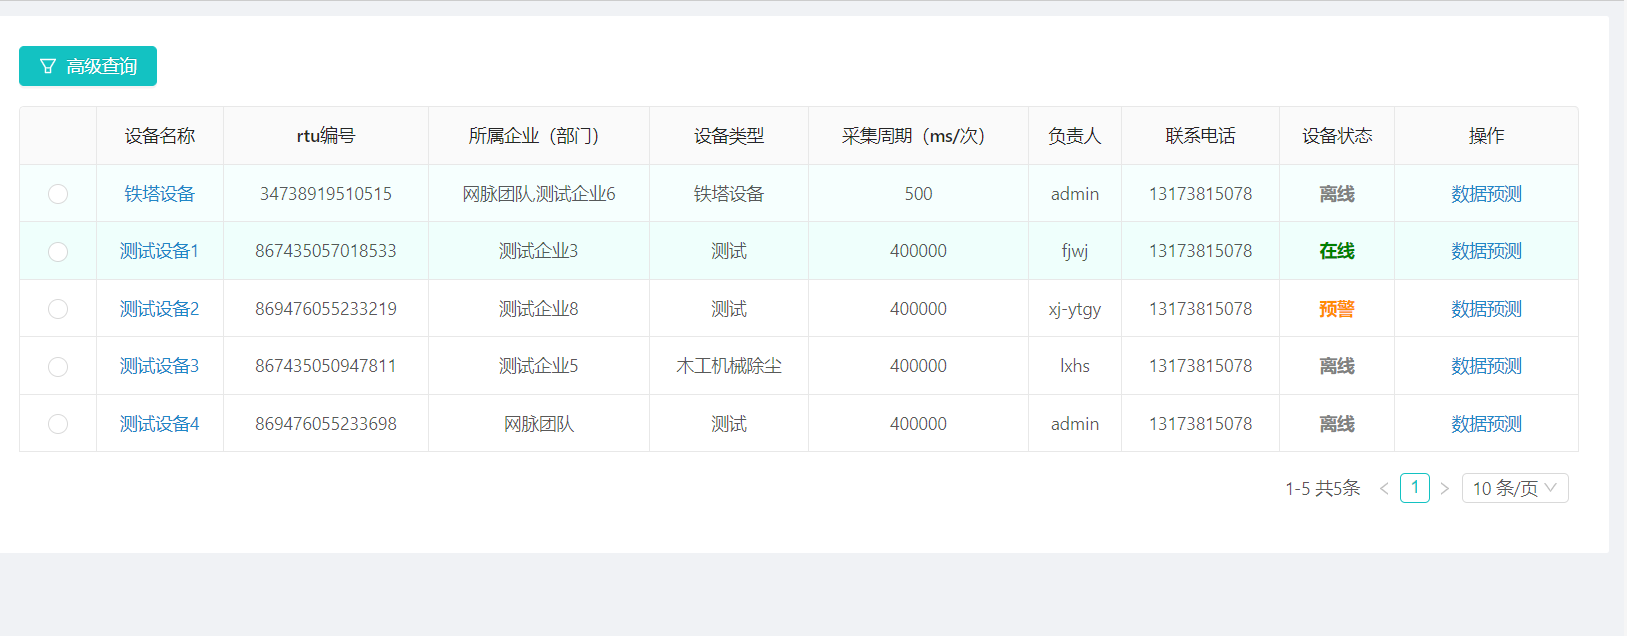 高级查询
设备名称 rtu编号 所属企业（部门） 设备类型 采集周期（ms/次） 负责人 联系电话 设备状态 操作
铁塔设备 34738919510515 网脉团队,测试企业6 铁塔设备 500 admin 13173815078 离线 数据预测
测试设备1 867435057018533 测试企业3 测试 400000 fjwj 13173815078 在线 数据预测
测试设备2 869476055233219 测试企业8 测试 400000 xj-ytgy 13173815078 预警 数据预测
测试设备3 867435050947811 测试企业5 木工机械除尘 400000 lxhs 13173815078 离线 数据预测
测试设备4 869476055233698 网脉团队 测试 400000 admin 13173815078 离线 数据预测
1-5 共5条 < 1 > 10 条/页